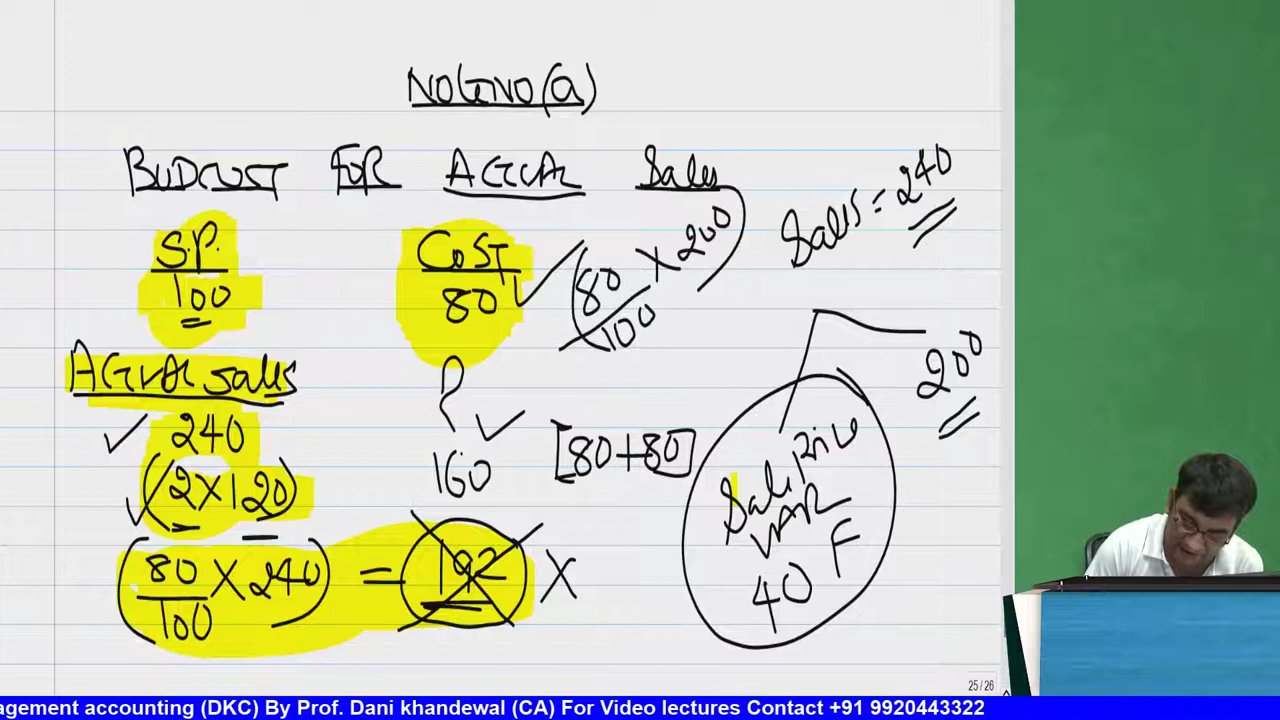 NOTE NO (a)
BUDGET FOR ACTUAL Sales
Sales = 240
S.P.
100
COST
80
80/100 X 200
ACTUAL sales
200
240
P
160
[80+80]
(2X120)
Sales Price
VAR
40 F
(80/100 X 240) = 192 X
25 / 26
agement accounting (DKC) By Prof. Dani khandewal (CA) For Video lectures Contact +91 9920443322